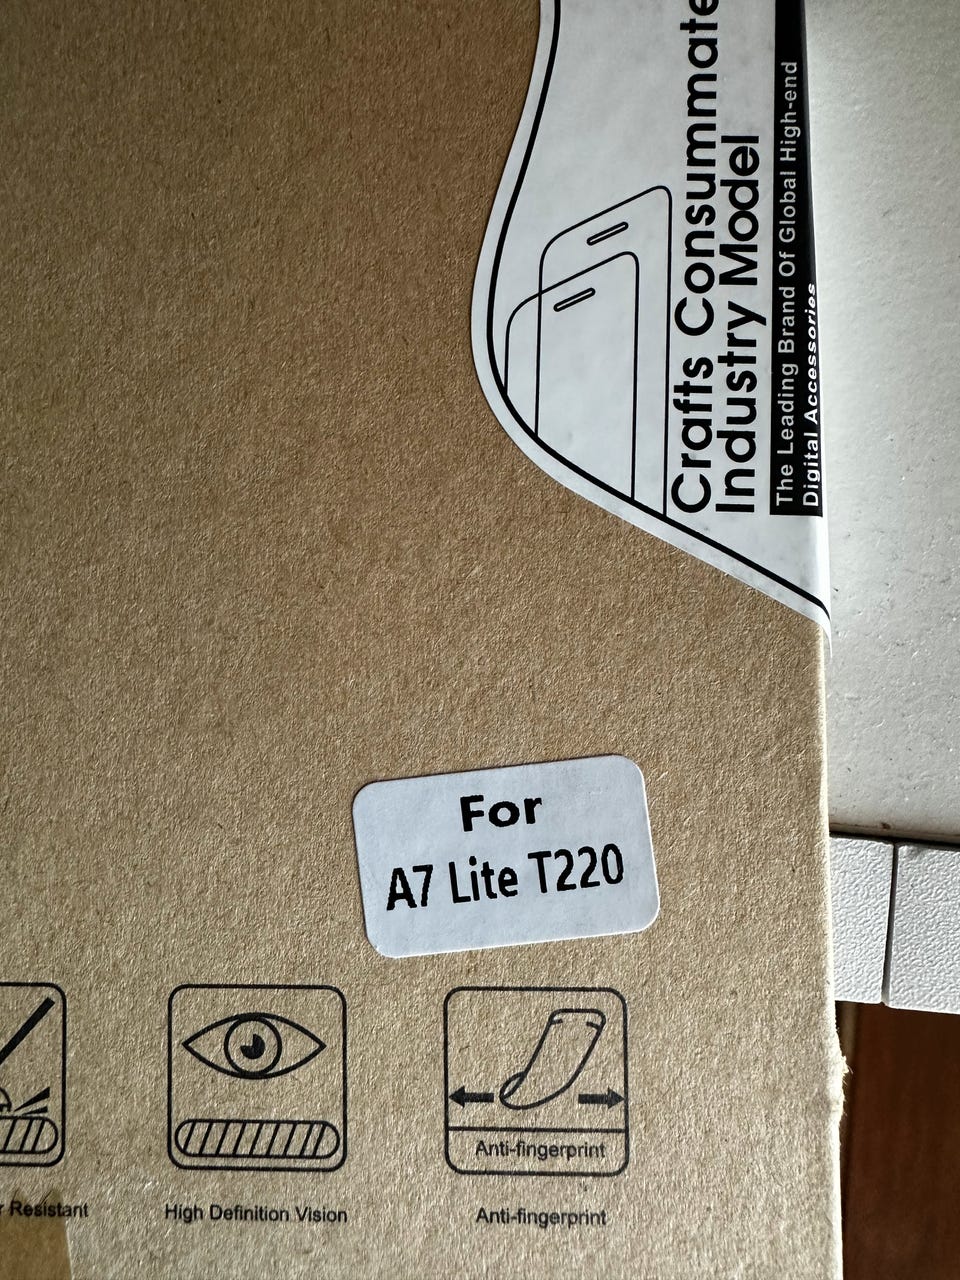 Crafts Consummate
Industry Model
The Leading Brand Of Global High-end
Digital Accessories
For
A7 Lite T220
Anti-fingerprint
Resistant
High Definition Vision
Anti-fingerprint